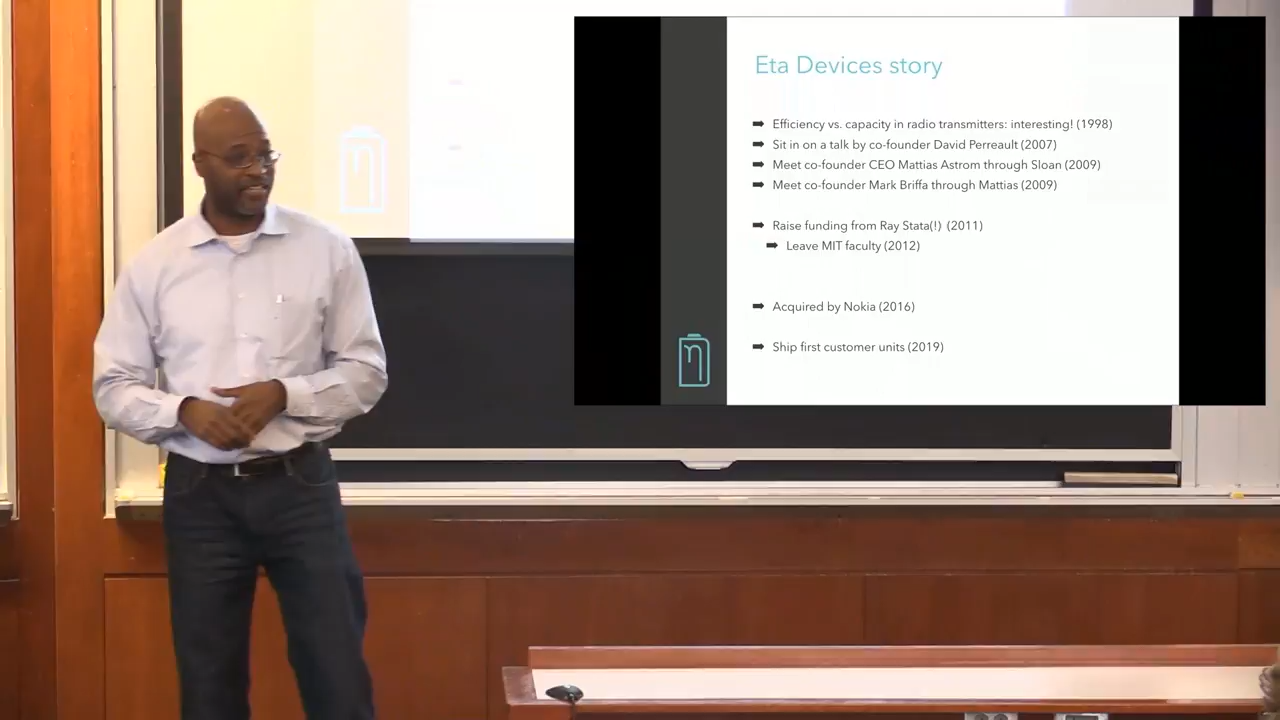 Eta Devices story
Efficiency vs. capacity in radio transmitters: interesting! (1998)
Sit in on a talk by co-founder David Perreault (2007)
Meet co-founder CEO Mattias Astrom through Sloan (2009)
Meet co-founder Mark Briffa through Mattias (2009)
Raise funding from Ray Stata(!) (2011)
Leave MIT faculty (2012)
Acquired by Nokia (2016)
Ship first customer units (2019)
η